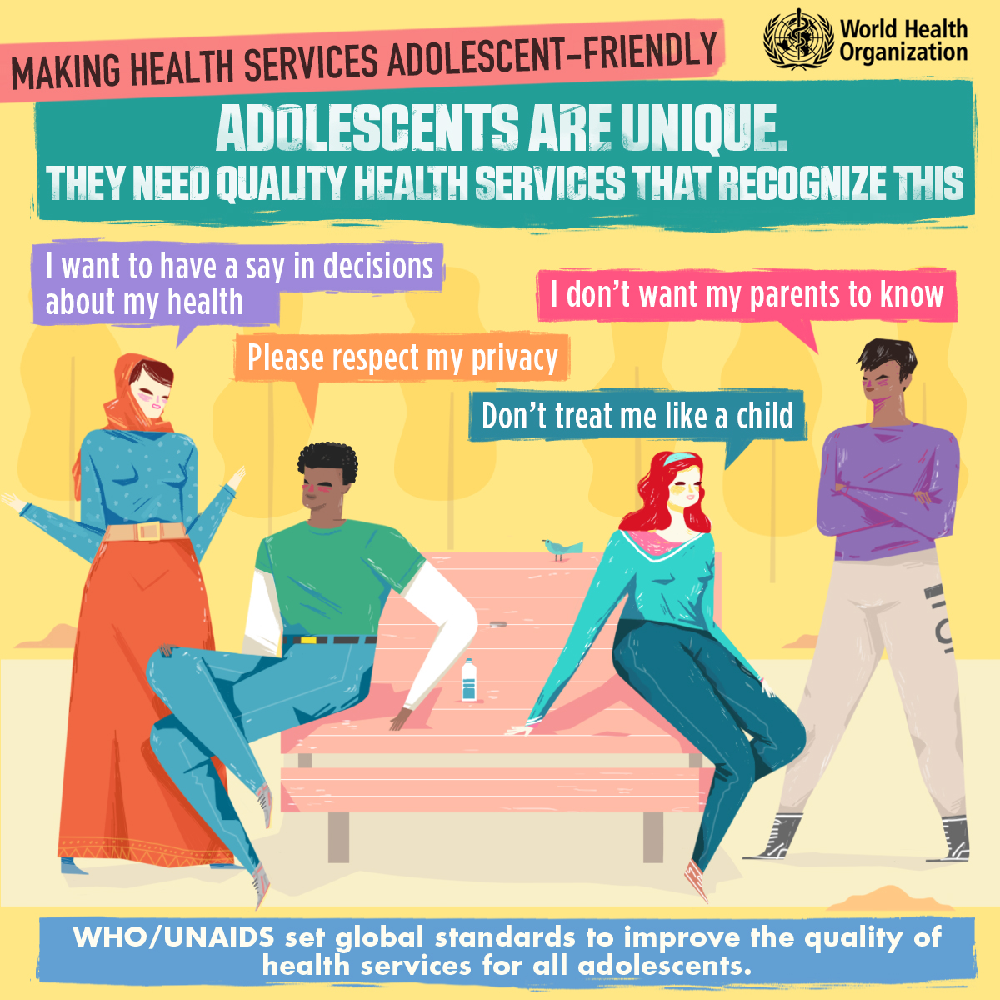 World Health
Organization
MAKING HEALTH SERVICES ADOLESCENT-FRIENDLY
ADOLESCENTS ARE UNIQUE.
THEY NEED QUALITY HEALTH SERVICES THAT RECOGNIZE THIS
I want to have a say in decisions
about my health
I don't want my parents to know
Please respect my privacy
Don't treat me like a child
WHO/UNAIDS set global standards to improve the quality of
health services for all adolescents.